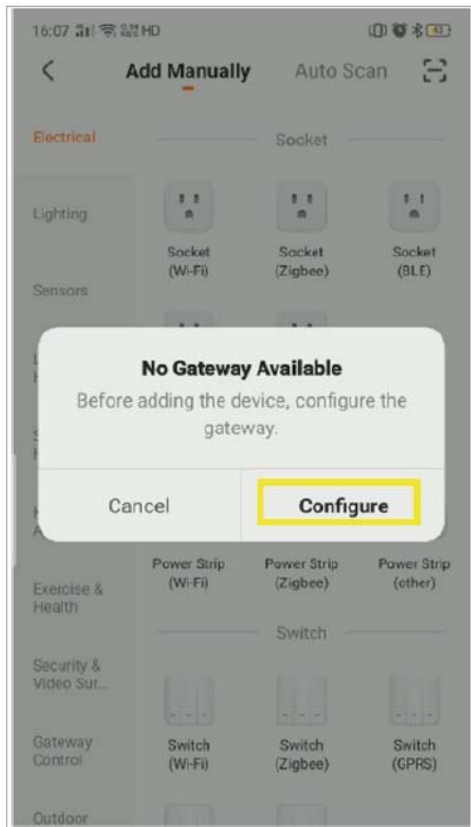 16:07 HD
Add Manually Auto Scan
Electrical
Socket
Lighting
Socket Socket Socket
(Wi-Fi) (Zigbee) (BLE)
Sensors
No Gateway Available
Before adding the device, configure the
gateway.
Cancel Configure
Power Strip Power Strip Power Strip
(Wi-Fi) (Zigbee) (other)
Exercise &
Health
Switch
Security &
Video Sur...
Gateway
Control
Switch Switch Switch
(Wi-Fi) (Zigbee) (GPRS)
Outdoor